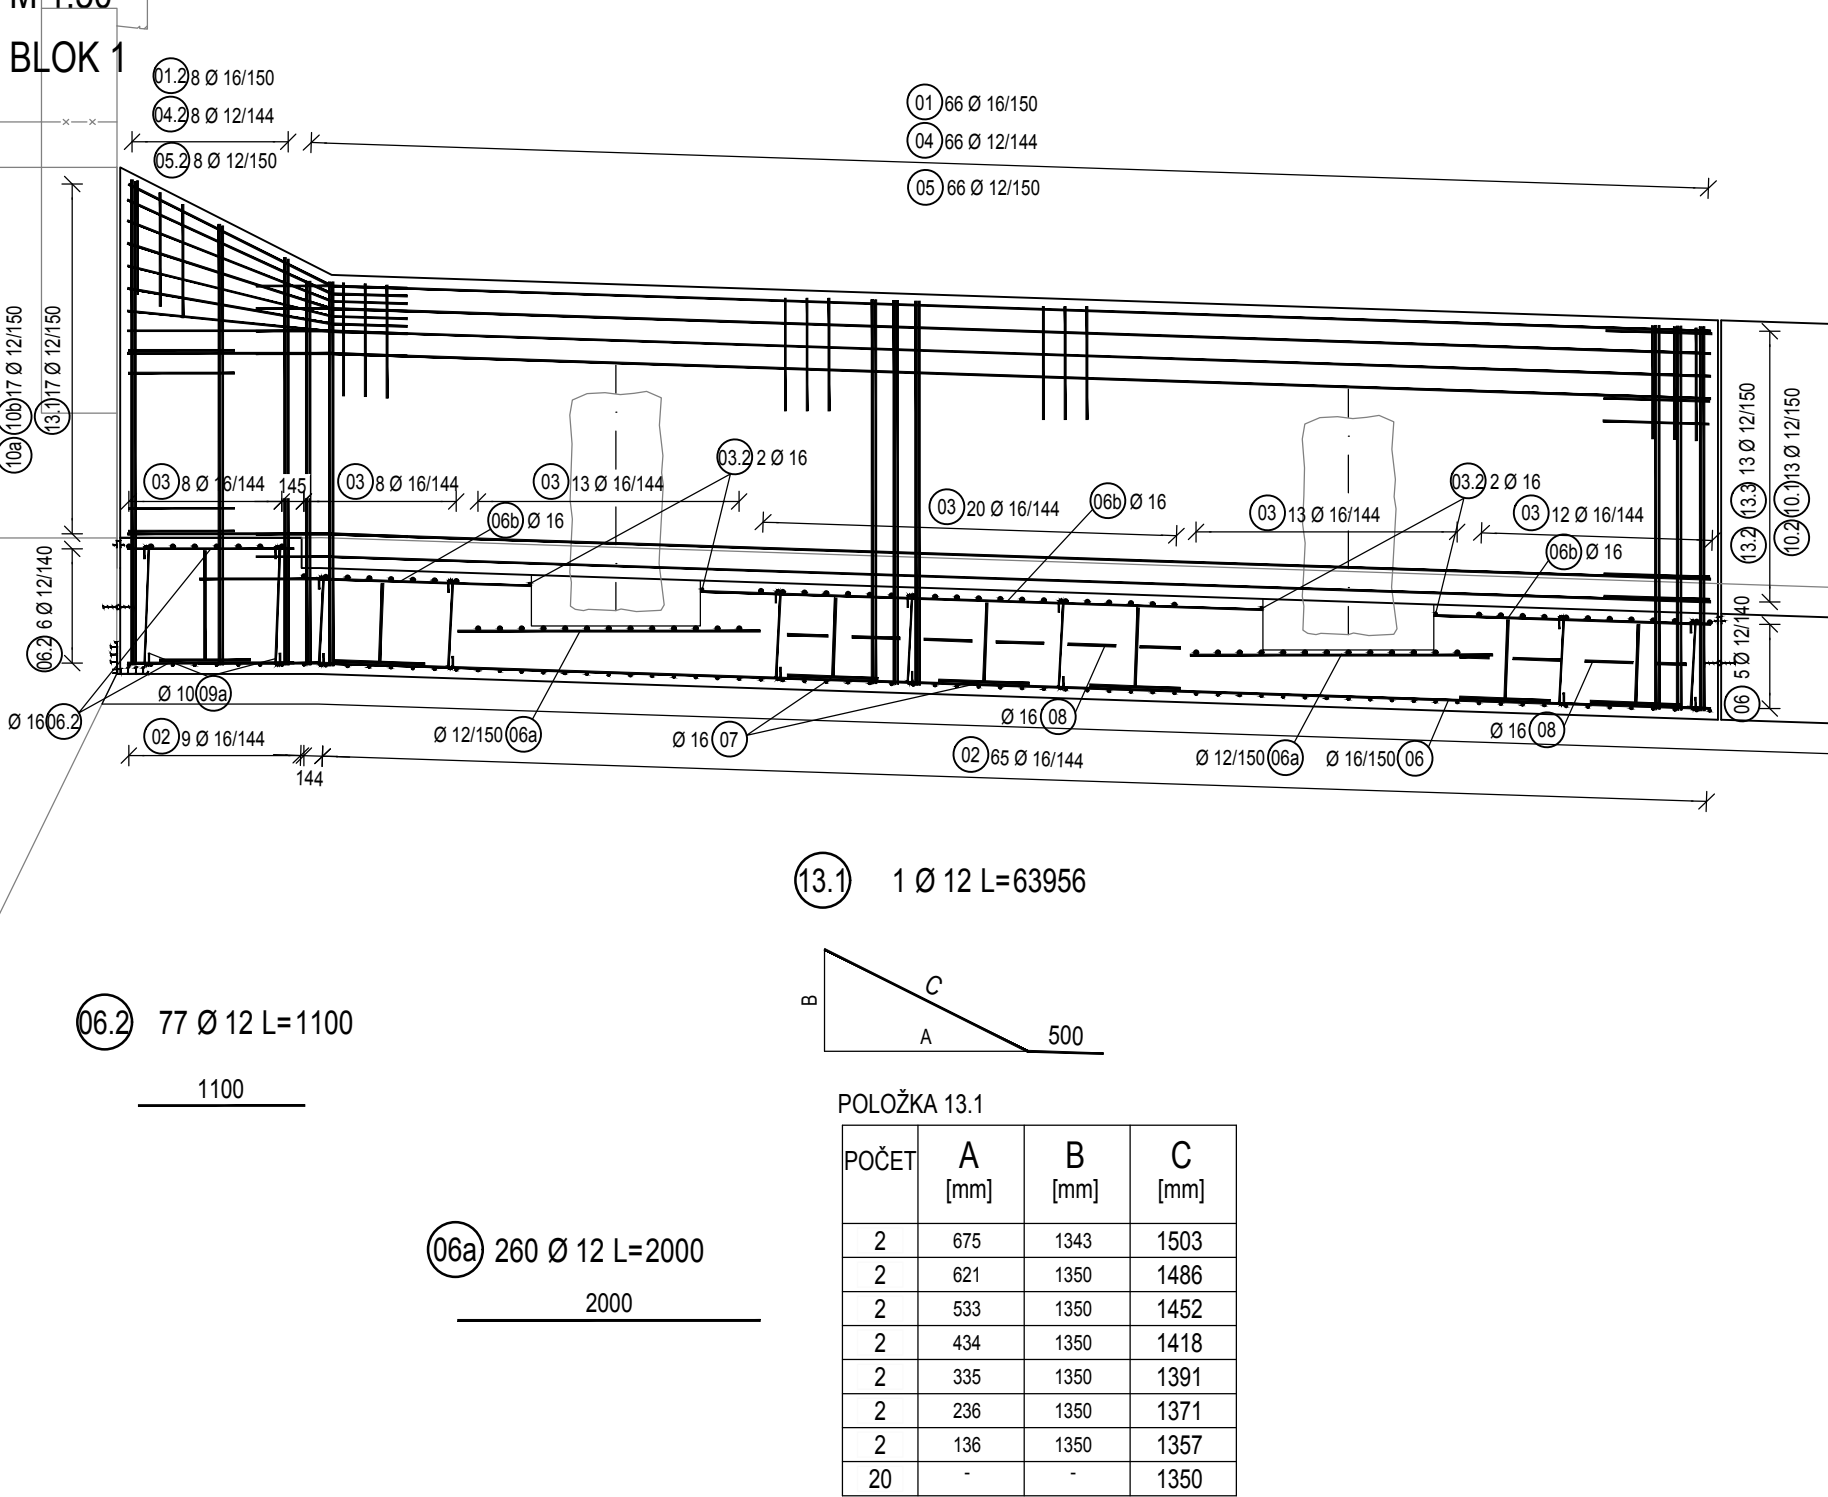 BLOK 1
01.2 8 Ø 16/150
04.2 8 Ø 12/144
05.2 8 Ø 12/150
01 66 Ø 16/150
04 66 Ø 12/144
05 66 Ø 12/150
10a 10b 17 Ø 12/150
13.1 17 Ø 12/150
06.2 6 Ø 12/140
03 8 Ø 16/144
145
03 8 Ø 16/144
03 13 Ø 16/144
03.2 2 Ø 16
06b Ø 16
03 20 Ø 16/144
06b Ø 16
03 13 Ø 16/144
03.2 2 Ø 16
03 12 Ø 16/144
06b Ø 16
13.2 13.3 13 Ø 12/150
10.2 10.1 13 Ø 12/150
06 5 Ø 12/140
Ø 10 09a
Ø 16 06.2
02 9 Ø 16/144
144
Ø 12/150 06a
Ø 16 07
Ø 16 08
02 65 Ø 16/144
Ø 12/150 06a
Ø 16/150 06
Ø 16 08
13.1 1 Ø 12 L=63956
B
C
A
500
06.2 77 Ø 12 L=1100
1100
06a 260 Ø 12 L=2000
2000
POLOŽKA 13.1
POČET A [mm] B [mm] C [mm]
2 675 1343 1503
2 621 1350 1486
2 533 1350 1452
2 434 1350 1418
2 335 1350 1391
2 236 1350 1371
2 136 1350 1357
20 - - 1350